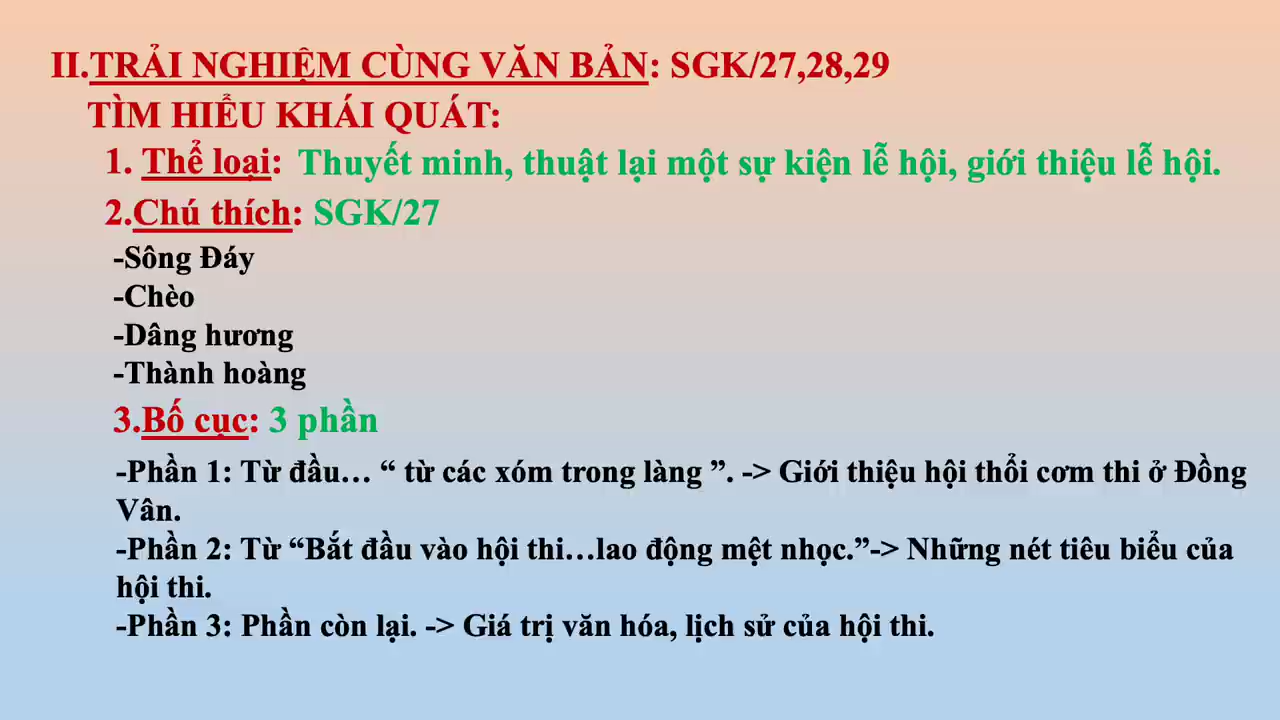 II.TRẢI NGHIỆM CÙNG VĂN BẢN: SGK/27,28,29
TÌM HIỂU KHÁI QUÁT:
1. Thể loại: Thuyết minh, thuật lại một sự kiện lễ hội, giới thiệu lễ hội.
2.Chú thích: SGK/27
-Sông Đáy
-Chèo
-Dâng hương
-Thành hoàng
3.Bố cục: 3 phần
-Phần 1: Từ đầu… “ từ các xóm trong làng ”. -> Giới thiệu hội thổi cơm thi ở Đồng
Vân.
-Phần 2: Từ “Bắt đầu vào hội thi…lao động mệt nhọc.”-> Những nét tiêu biểu của
hội thi.
-Phần 3: Phần còn lại. -> Giá trị văn hóa, lịch sử của hội thi.